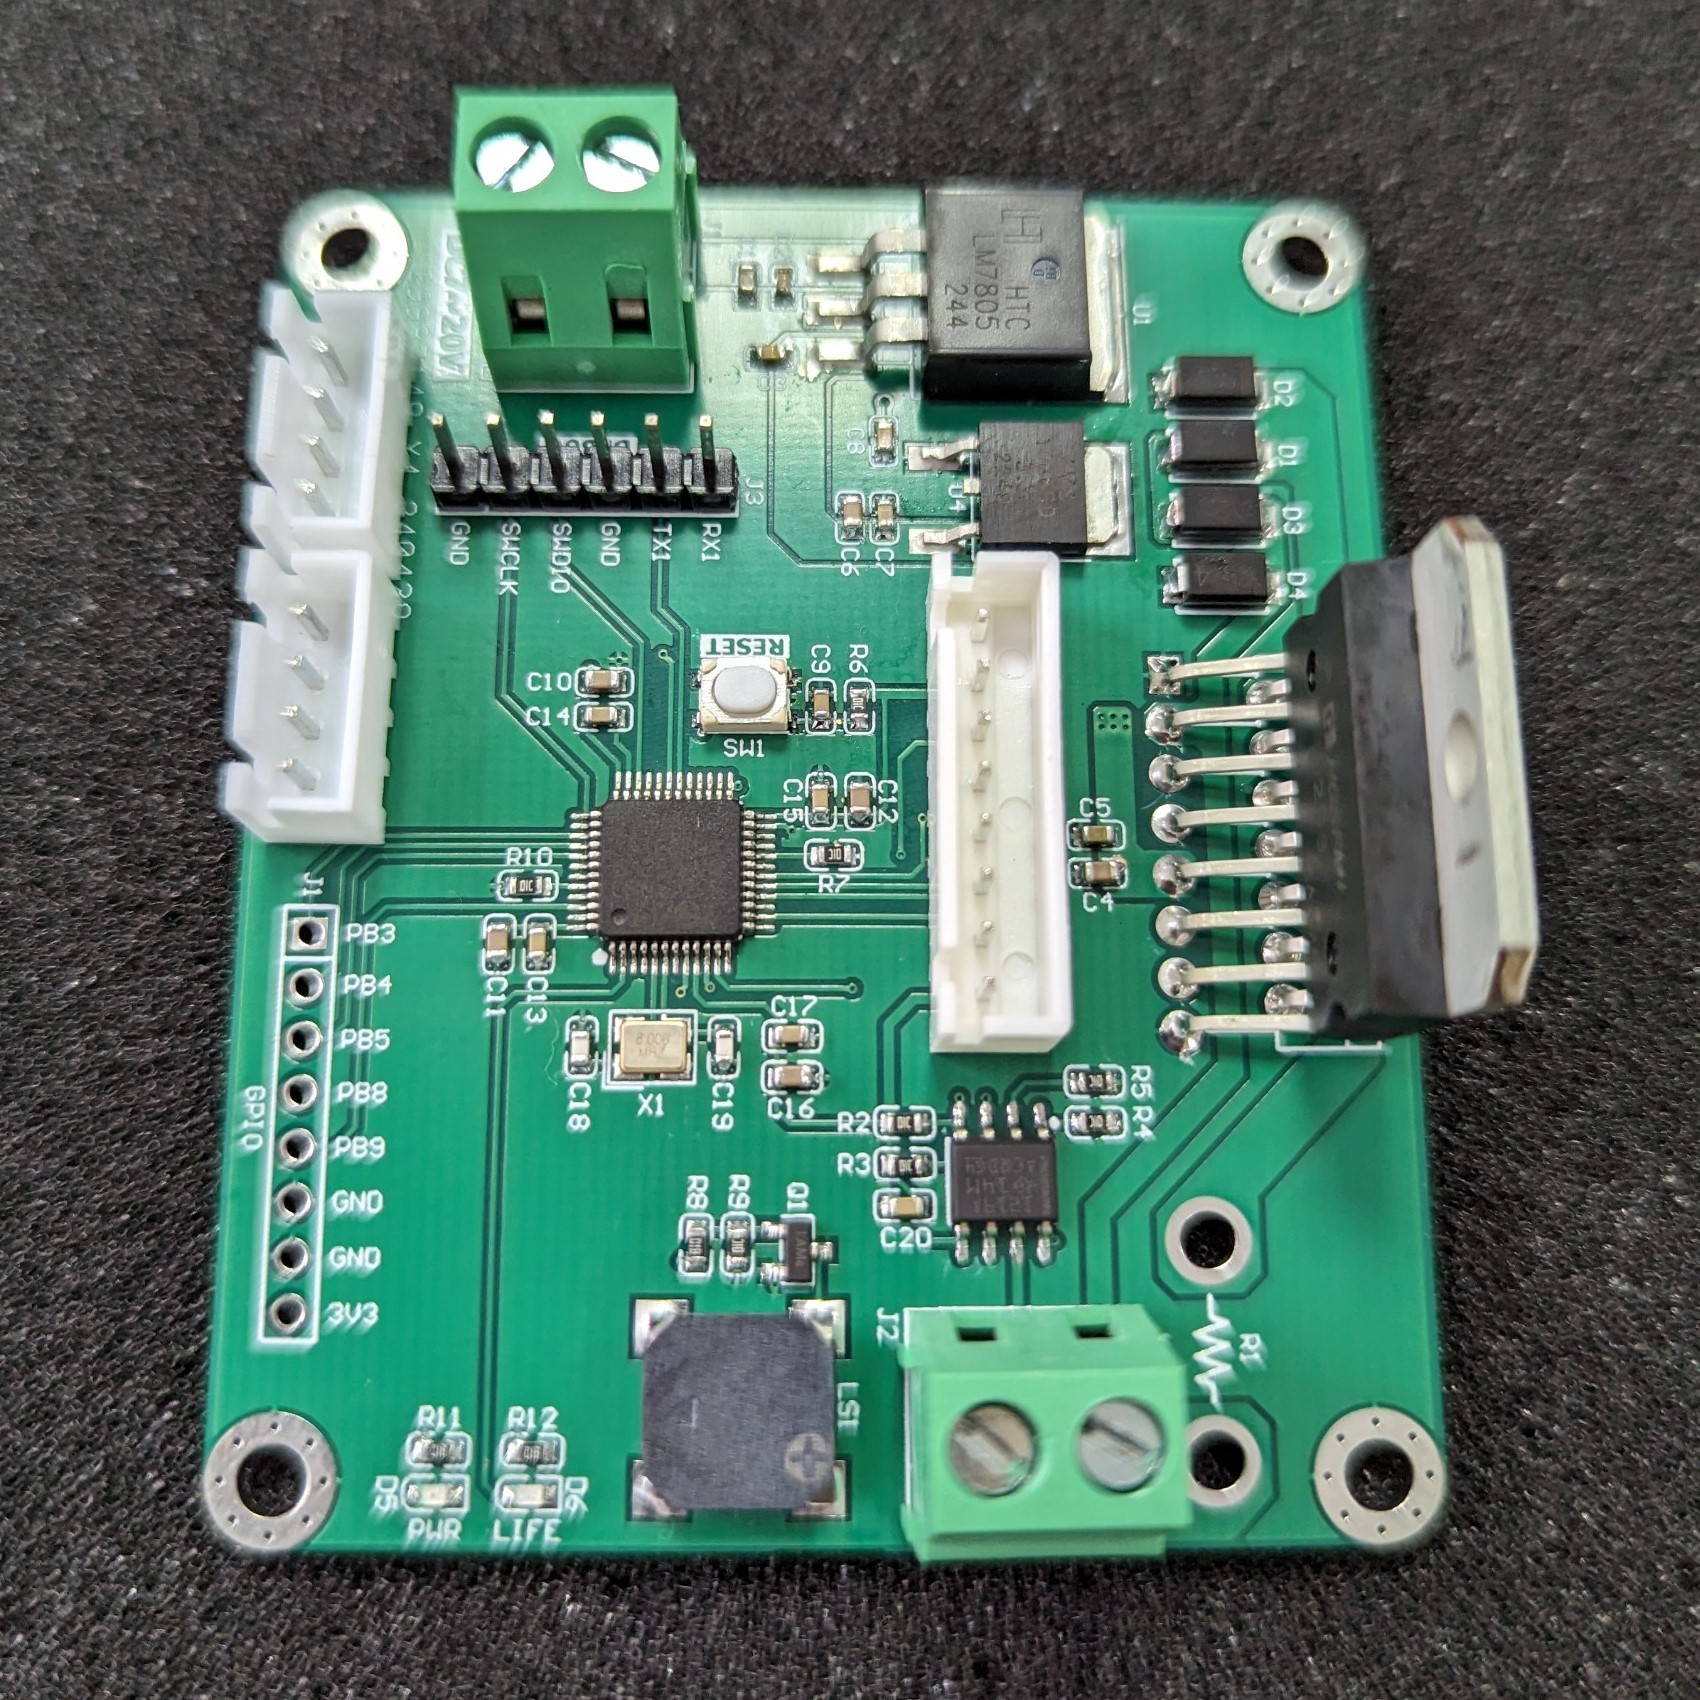 HTC
LM7805
244
U1
D2
D1
D3
D4
C8
U4
C6
C7
J3
GND
SWCLK
SWDIO
GND
TX1
RX1
RESET
SW1
C9
R6
C10
C14
C15
C12
R7
R10
C11
C13
C5
C4
J1
PB3
PB4
PB5
PB8
PB9
GND
GND
3V3
GPIO
C17
C16
C18
X1
C19
8.000
R5
R4
R2
R3
C20
R8
R9
Q1
J2
R1
LS1
R11
R12
D5
D6
PWR
LIFE